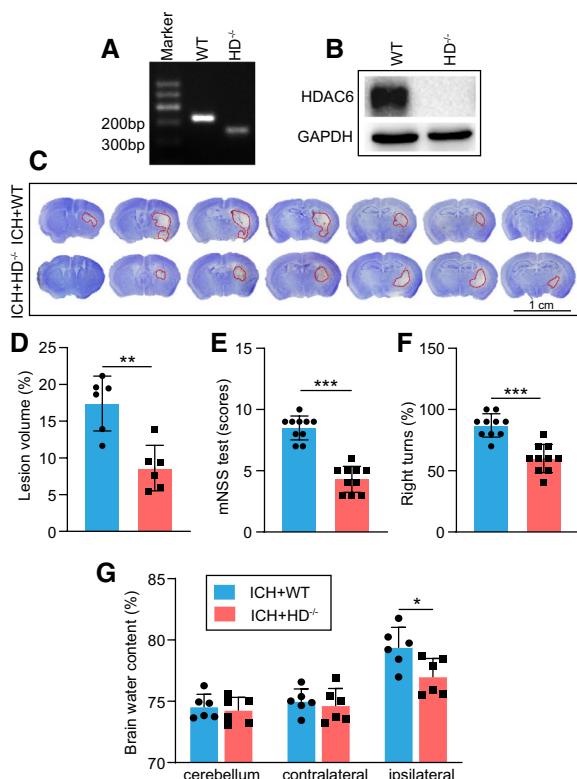 A
Marker
WT
HD-/-
200bp
300bp
B
WT
HD-/-
HDAC6
GAPDH
C
ICH+WT
ICH+HD-/-
1 cm
D
Lesion volume (%)
25
20
15
10
5
0
**
E
mNSS test (scores)
15
10
5
0
***
F
Right turns (%)
150
100
50
0
***
G
Brain water content (%)
85
80
75
70
ICH+WT
ICH+HD-/-
*
cerebellum
contralateral
ipsilateral